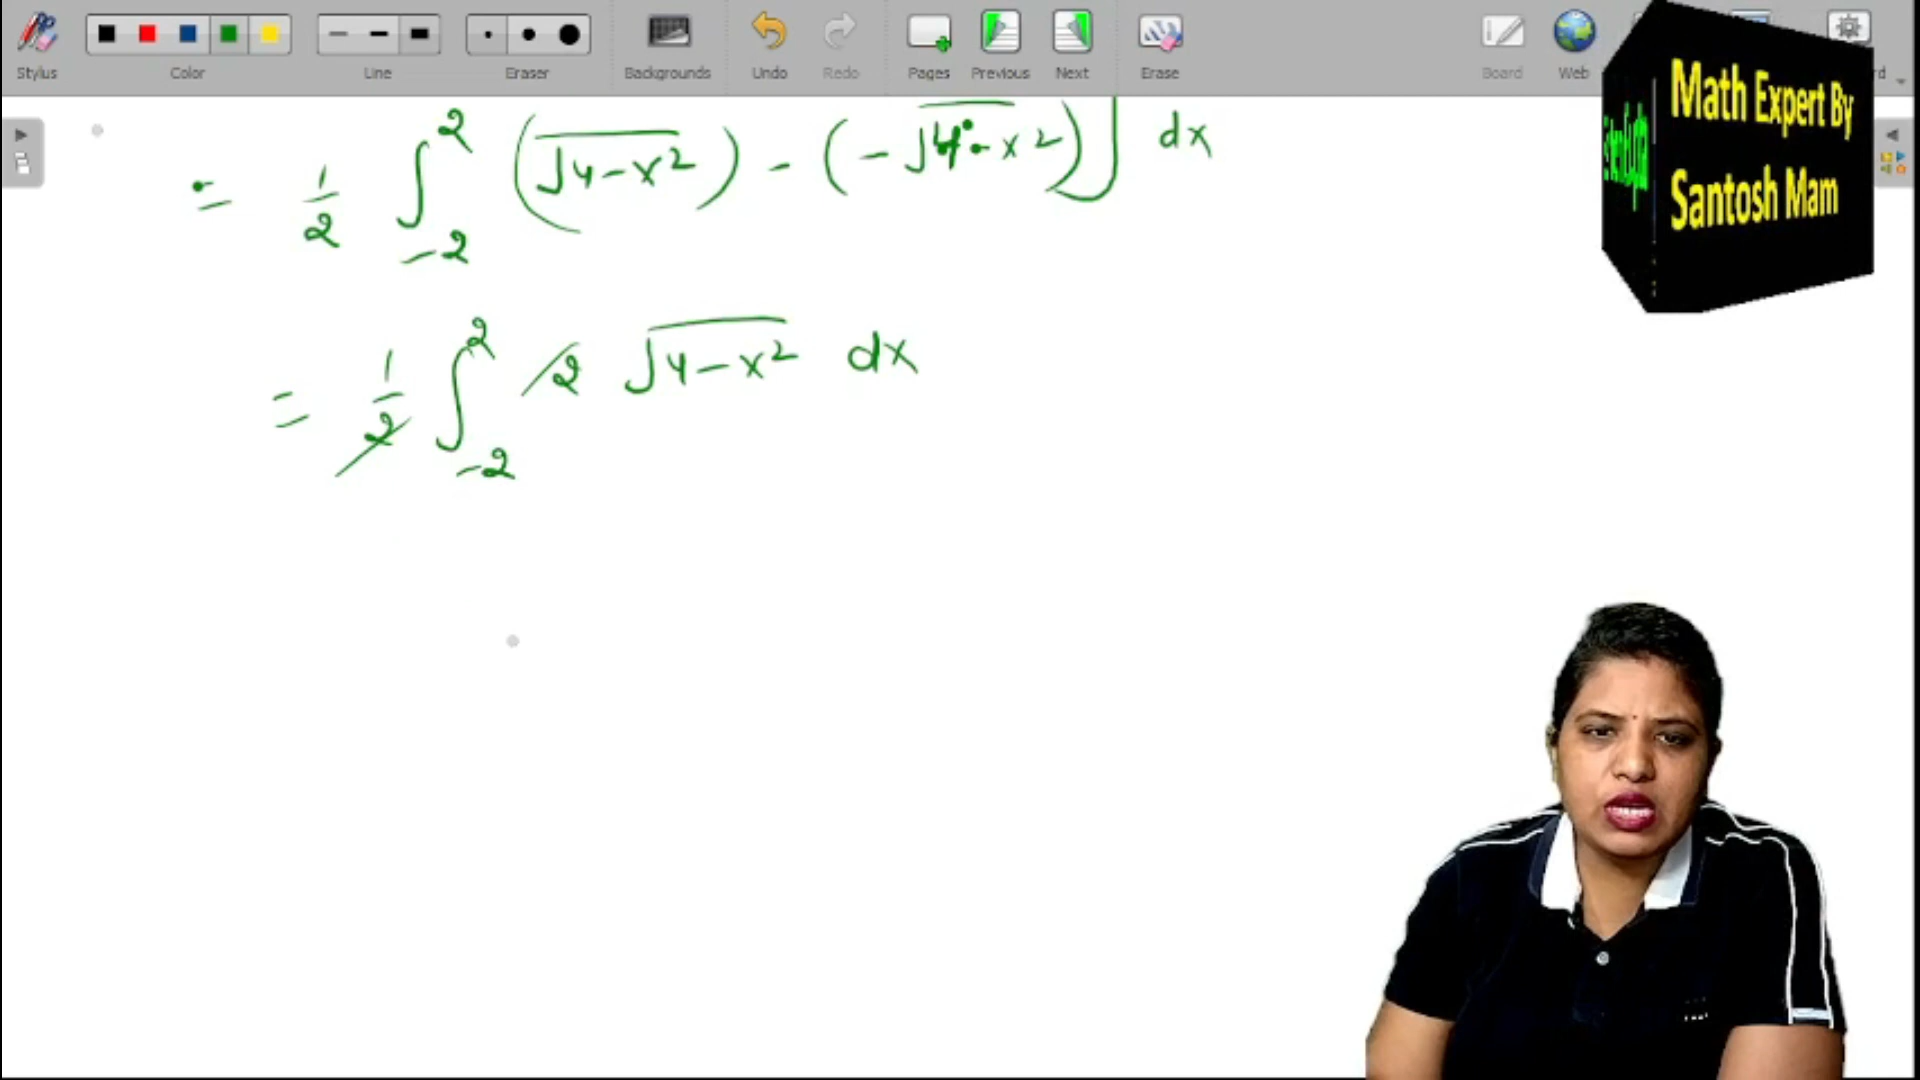 Stylus
Color
Line
Eraser
Backgrounds
Undo
Redo
Pages
Previous
Next
Erase
Board
Web
Math Expert By
Santosh Mam
= 1/2 ∫_{-2}^{2} (√(4-x²)) - (-√(4-x²))] dx
= 1/2 ∫_{-2}^{2} 2 √(4-x²) dx